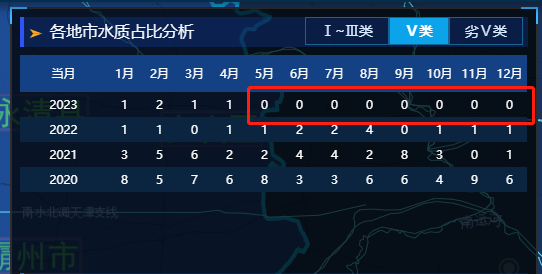 各地市水质占比分析
Ⅰ~Ⅲ类 Ⅴ类 劣Ⅴ类
当月 1月 2月 3月 4月 5月 6月 7月 8月 9月 10月 11月 12月
2023 1 2 1 1 0 0 0 0 0 0 0 0
2022 1 1 0 1 1 2 2 4 0 1 1 1
2021 3 5 6 2 2 4 4 2 8 3 0 1
2020 8 5 7 6 8 3 3 6 6 4 9 6
永清县
南水北调天津支线
霸州市